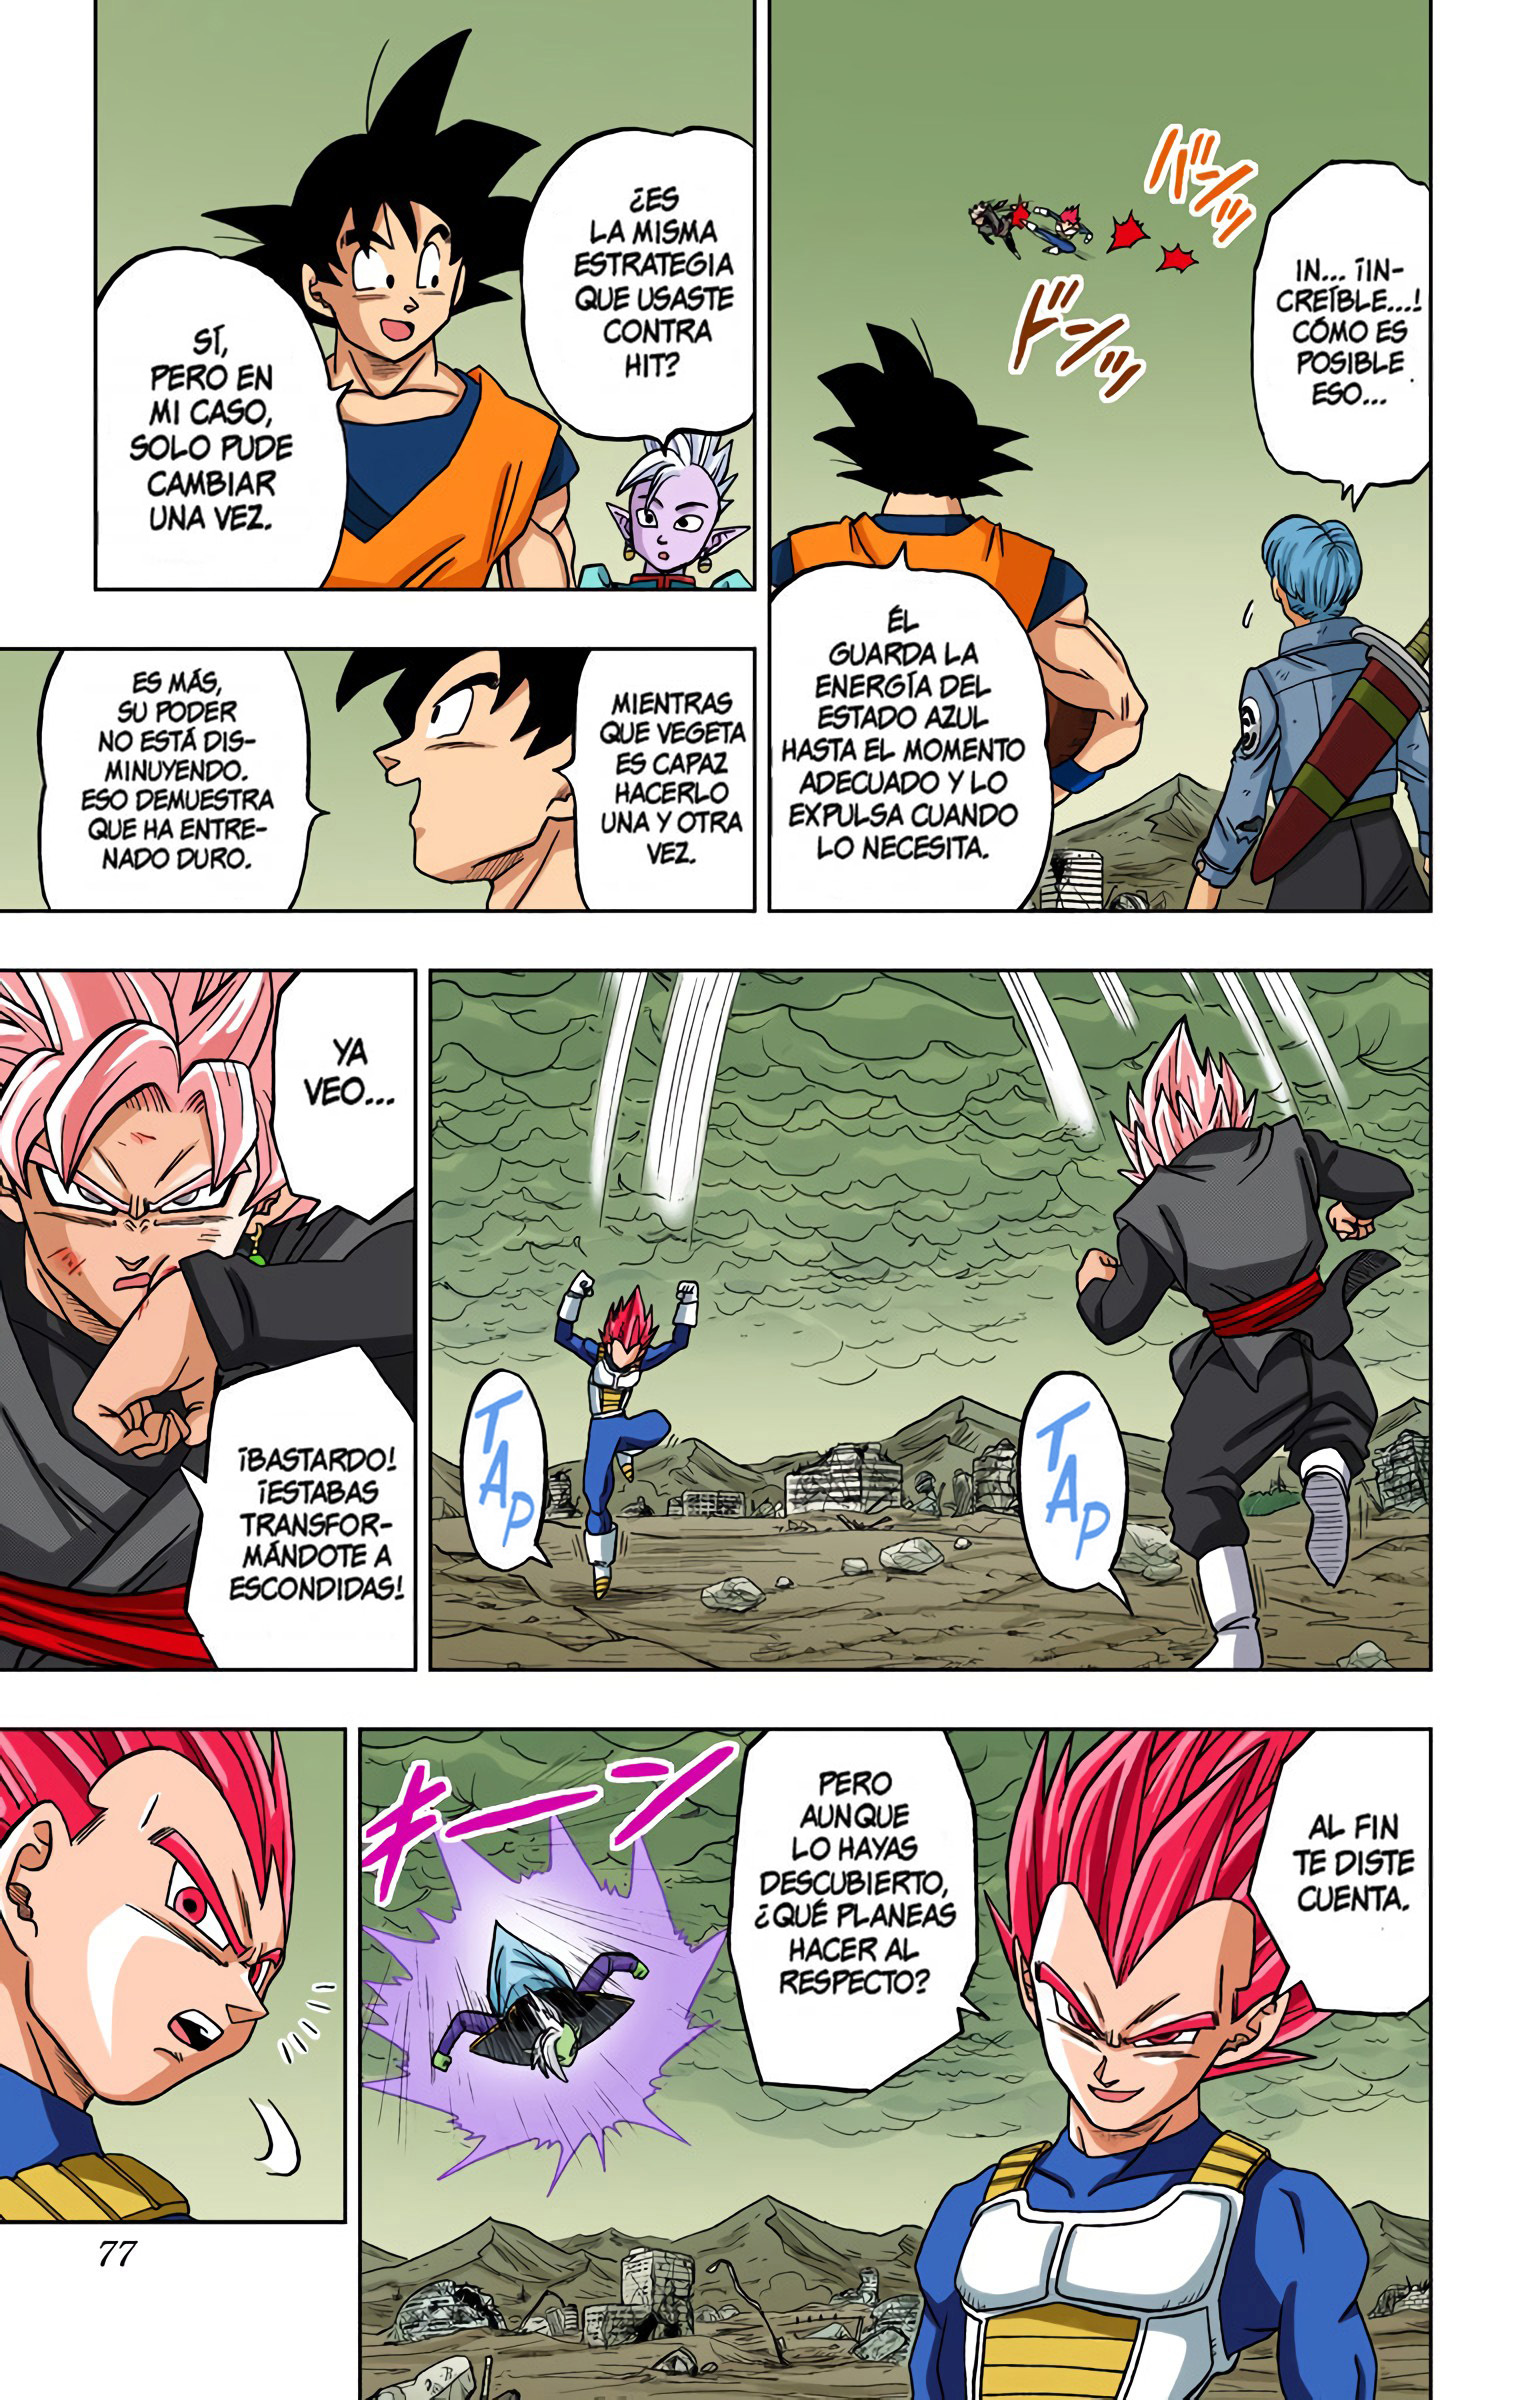 バンッ
IN... ¡IN-
CREÍBLE...!
CÓMO ES
POSIBLE
ESO...
ドンッ
ÉL
GUARDA LA
ENERGÍA DEL
ESTADO AZUL
HASTA EL MOMENTO
ADECUADO Y LO
EXPULSA CUANDO
LO NECESITA.
¿ES
LA MISMA
ESTRATEGIA
QUE USASTE
CONTRA
HIT?
SÍ,
PERO EN
MI CASO,
SOLO PUDE
CAMBIAR
UNA VEZ.
MIENTRAS
QUE VEGETA
ES CAPAZ
HACERLO
UNA Y OTRA
VEZ.
ES MÁS,
SU PODER
NO ESTÁ DIS-
MINUYENDO.
ESO DEMUESTRA
QUE HA ENTRE-
NADO DURO.
TAP
TAP
YA
VEO...
¡BASTARDO!
¡ESTABAS
TRANSFOR-
MÁNDOTE A
ESCONDIDAS!
AL FIN
TE DISTE
CUENTA.
PERO
AUNQUE
LO HAYAS
DESCUBIERTO,
¿QUÉ PLANEAS
HACER AL
RESPECTO?
キーン
77